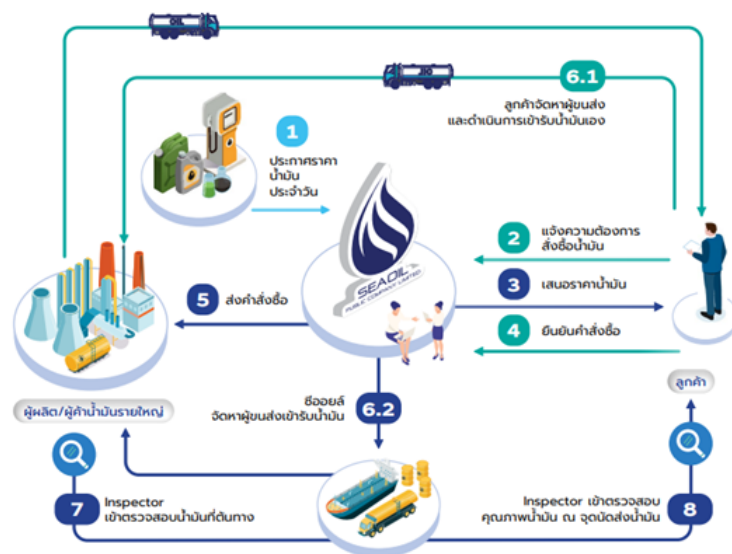 OIL
OIL
6.1
ลูกค้าจัดหาผู้ขนส่ง
และดำเนินการเข้ารับน้ำมันเอง
1
ประกาศราคา
น้ำมัน
ประจำวัน
SEAOIL
PUBLIC COMPANY LIMITED
2
แจ้งความต้องการ
สั่งซื้อน้ำมัน
3
เสนอราคาน้ำมัน
4
ยืนยันคำสั่งซื้อ
5
ส่งคำสั่งซื้อ
ผู้ผลิต/ผู้ค้าน้ำมันรายใหญ่
ซีออยล์
จัดหาผู้ขนส่งเข้ารับน้ำมัน
6.2
ลูกค้า
7
Inspector
เข้าตรวจสอบน้ำมันที่ต้นทาง
Inspector เข้าตรวจสอบ
คุณภาพน้ำมัน ณ จุดนัดส่งน้ำมัน
8